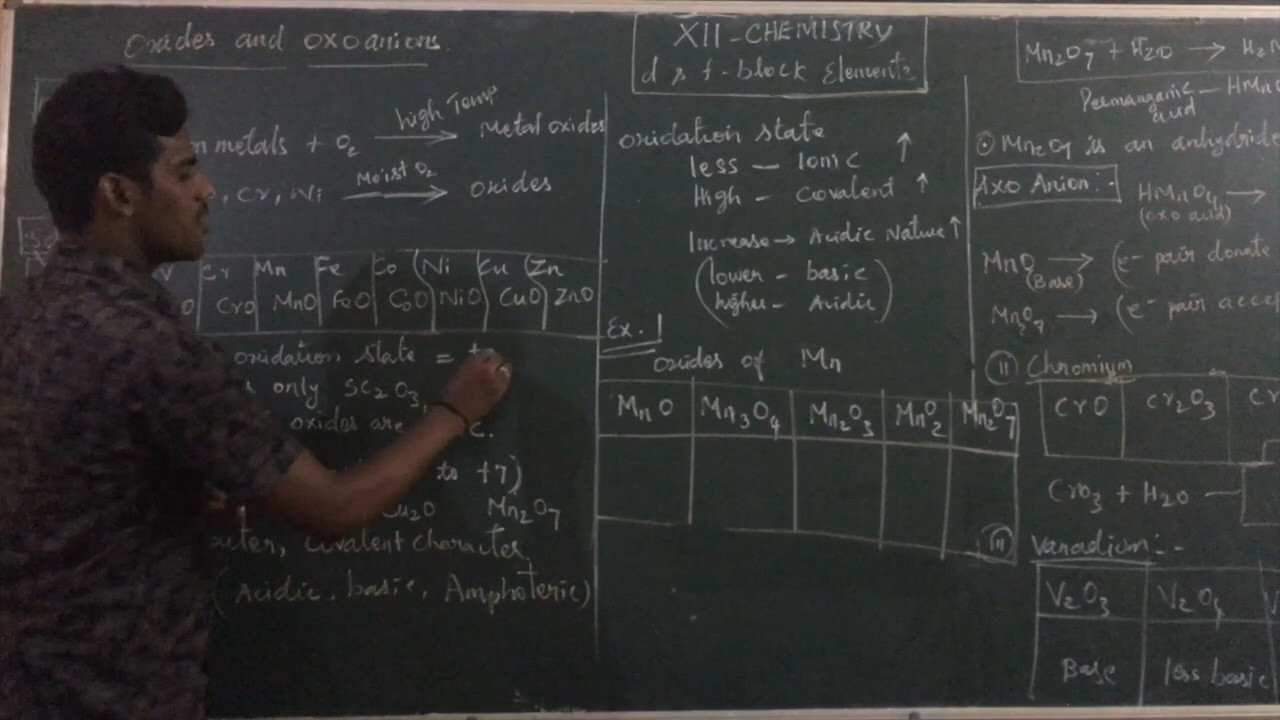 Oxides and oxoanions
metals + O2 high Temp → Metal oxides
, Cr, Ni Moist O2 → oxides
V Cr Mn Fe Co Ni Cu Zn
O CrO MnO FeO CoO NiO CuO ZnO
oxidation state =
only SC2O3,
oxides are
to +7)
Cu2O Mn2O7
Covalent character
(Acidic, basic, Amphoteric)
XII-CHEMISTRY
d & f-block Elements
oxidation state
less — Ionic ↑
High - Covalent ↑
Increase → Acidic Nature ↑
(lower - basic
higher - Acidic)
Ex. 1
oxides of Mn
MnO Mn3O4 Mn2O3 MnO2 Mn2O7
Mn2O7 + H2O →
Permanganic acid —
⊙ Mn2O7 is an anhydride
Axo Anion:-
HMnO4 →
(oxo acid)
MnO → (e- pair donate
(Base)
Mn2O7 → (e- pair
II Chromium
CrO Cr2O3
CrO3 + H2O —
III Vanadium:-
V2O3 V2O4
Base less basic